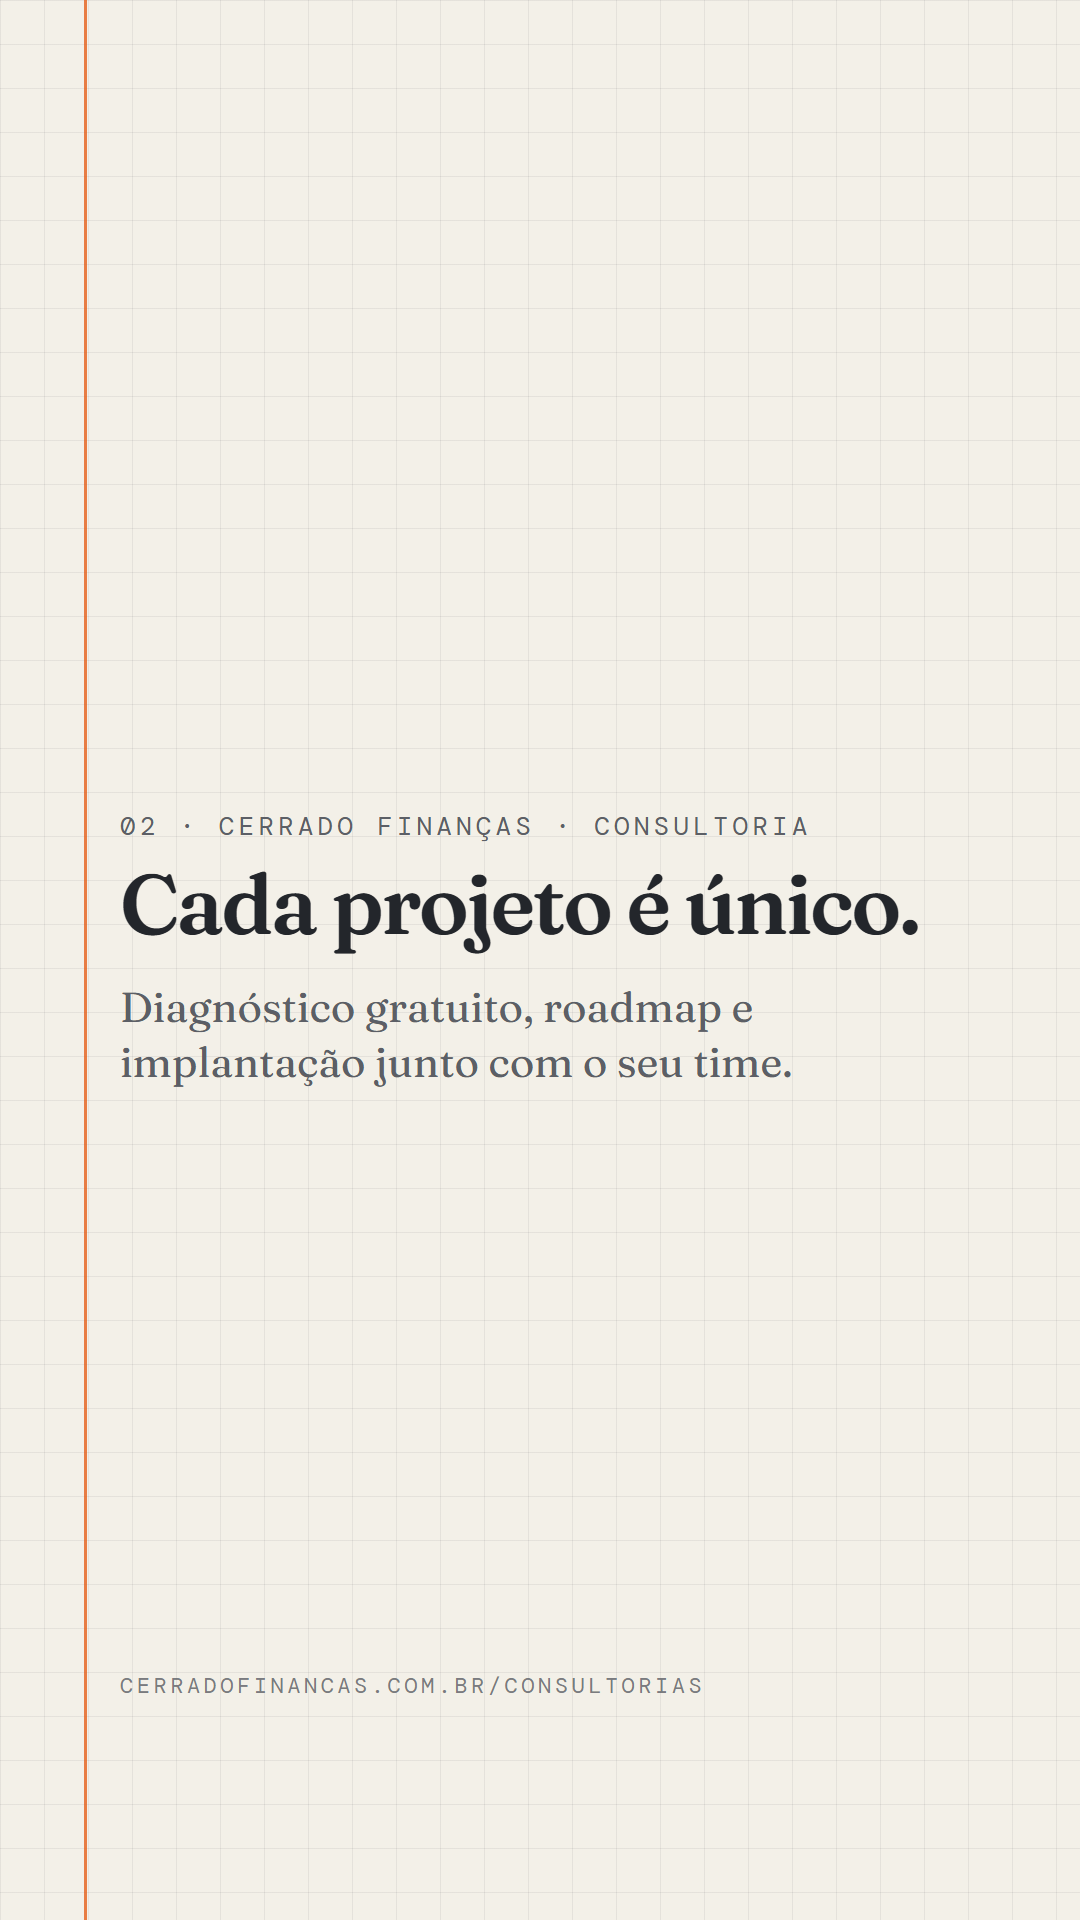 02 · CERRADO FINANÇAS · CONSULTORIA
Cada projeto é único.
Diagnóstico gratuito, roadmap e
implantação junto com o seu time.
CERRADOFINANCAS.COM.BR/CONSULTORIAS